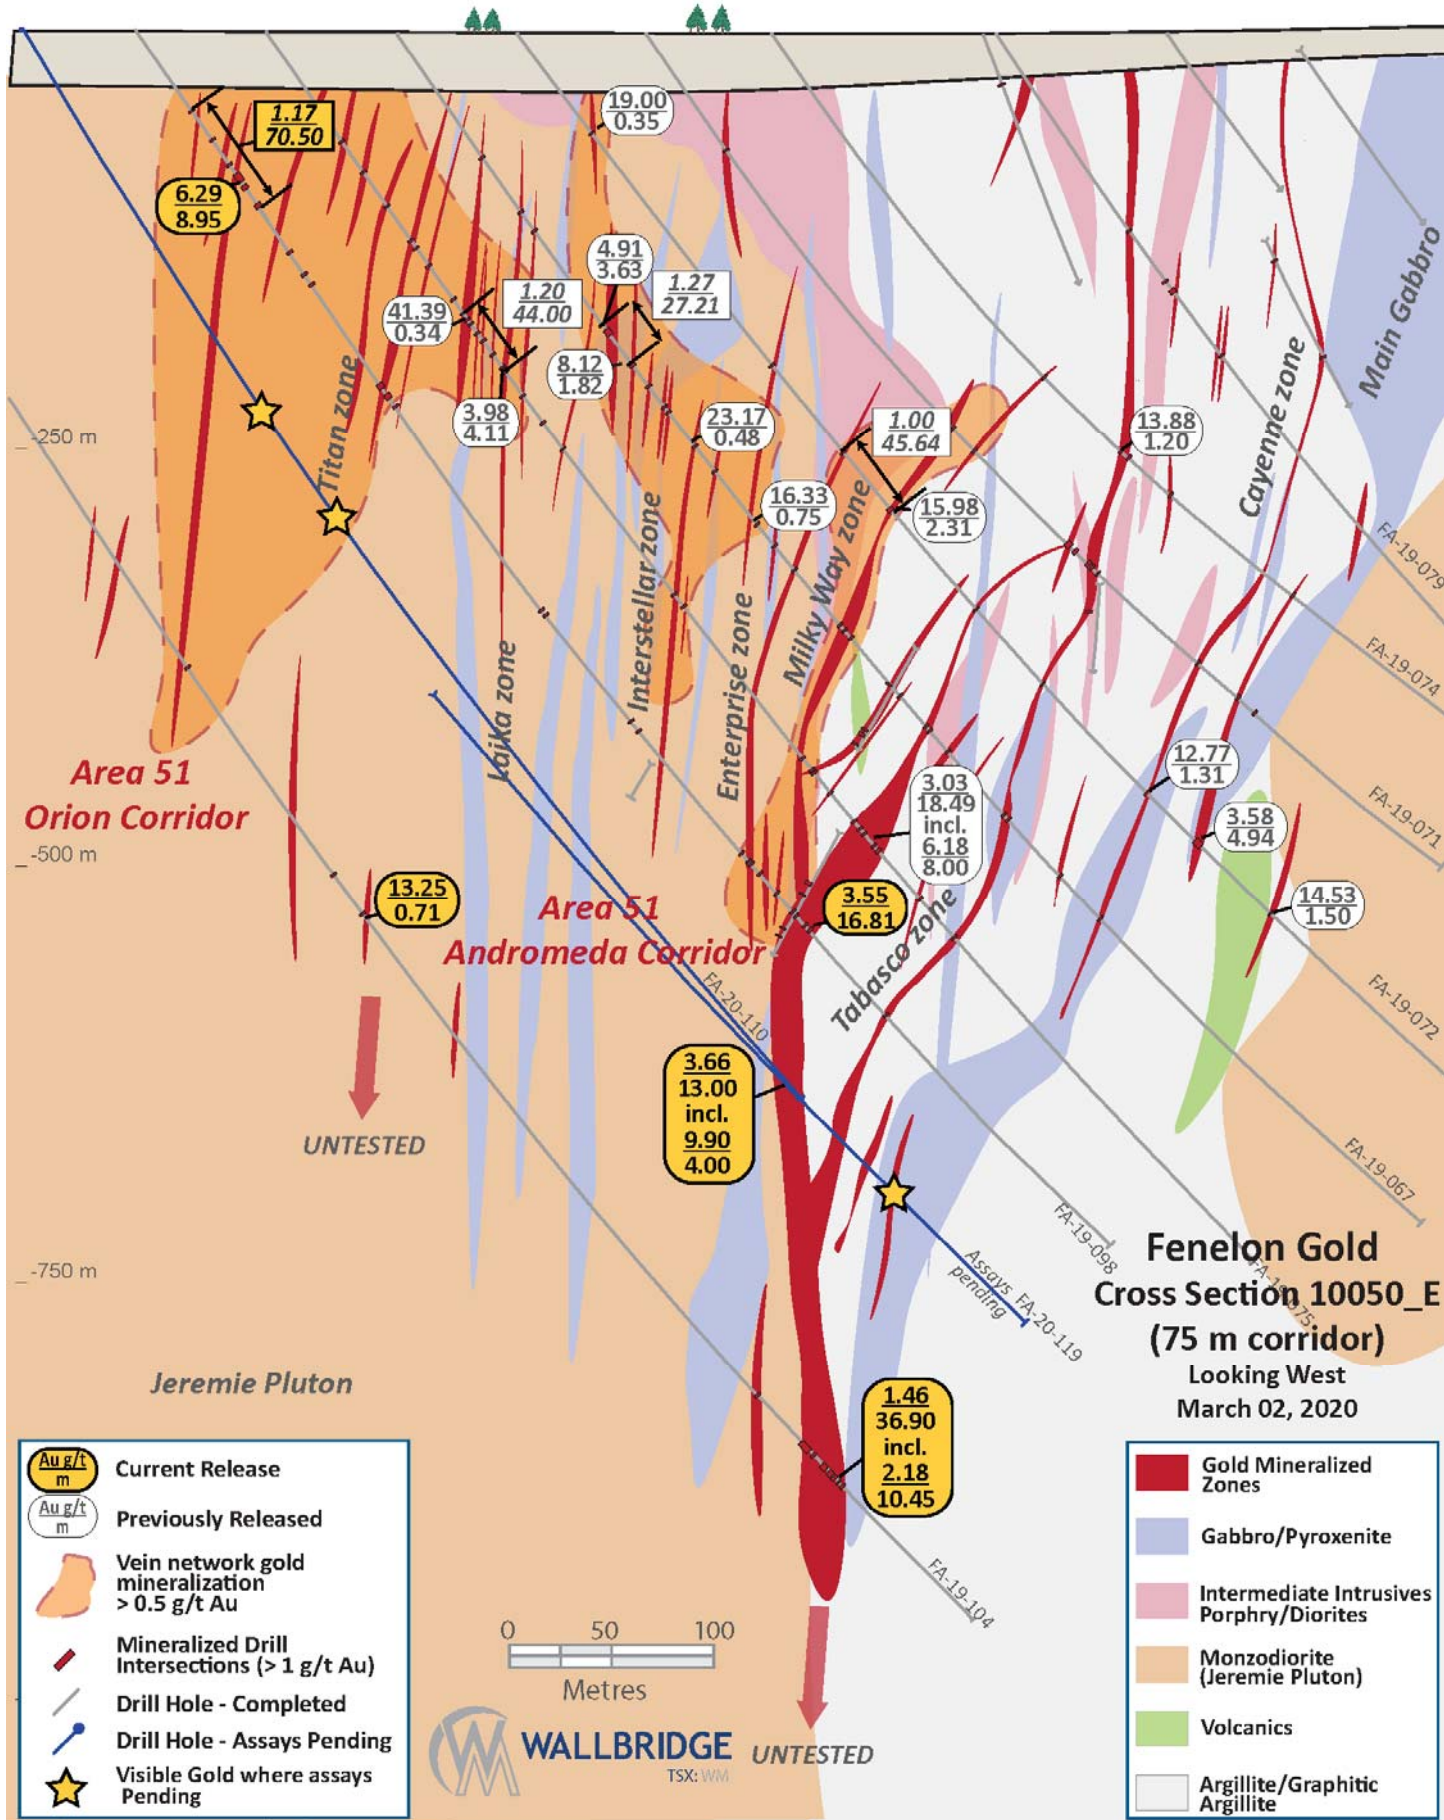 19.00
0.35
1.17
70.50
6.29
8.95
4.91
3.63
1.27
27.21
1.20
44.00
41.39
0.34
8.12
1.82
3.98
4.11
23.17
0.48
1.00
45.64
13.88
1.20
16.33
0.75
15.98
2.31
Main Gabbro
Cayenne zone
Titan zone
_ -250 m
Interstellar zone
Milky Way zone
Enterprise zone
Laika zone
FA-19-079
FA-19-074
FA-19-071
FA-19-072
FA-19-067
Area 51
Orion Corridor
12.77
1.31
3.03
18.49
incl.
6.18
8.00
3.58
4.94
_ -500 m
13.25
0.71
3.55
16.81
14.53
1.50
Area 51
Andromeda Corridor
Tabasco zone
FA-20-110
3.66
13.00
incl.
9.90
4.00
UNTESTED
FA-19-098
FA-19-075
Assays
pending
FA-20-119
_ -750 m
Fenelon Gold
Cross Section 10050_E
(75 m corridor)
Looking West
March 02, 2020
Jeremie Pluton
1.46
36.90
incl.
2.18
10.45
FA-19-104
Au g/t
m
Current Release
Au g/t
m
Previously Released
Vein network gold
mineralization
> 0.5 g/t Au
Mineralized Drill
Intersections (> 1 g/t Au)
Drill Hole - Completed
Drill Hole - Assays Pending
Visible Gold where assays
Pending
0 50 100
Metres
WALLBRIDGE
TSX: WM
UNTESTED
Gold Mineralized
Zones
Gabbro/Pyroxenite
Intermediate Intrusives
Porphry/Diorites
Monzodiorite
(Jeremie Pluton)
Volcanics
Argillite/Graphitic
Argillite